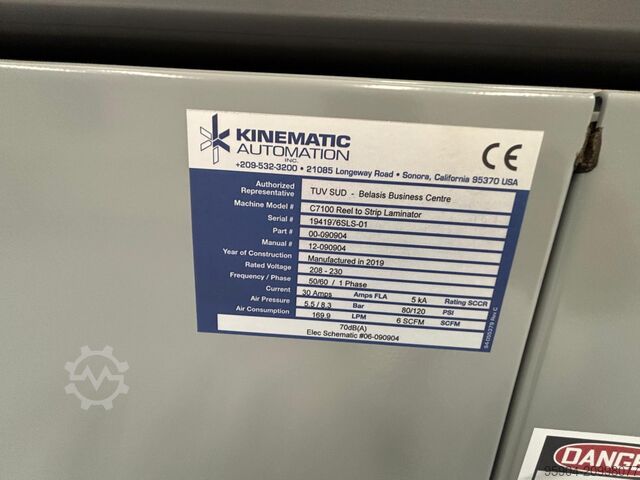 KINEMATIC
AUTOMATION
INC.
+209-532-3200 • 21085 Longeway Road • Sonora, California 95370 USA
CE
Authorized Representative TUV SUD - Belasis Business Centre
Machine Model # C7100 Reel to Strip Laminator
Serial # 1941976SLS-01
Part # 00-090904
Manual # 12-090904
Year of Construction Manufactured in 2019
Rated Voltage 208 - 230
Frequency / Phase 50/60 / 1 Phase
Current 30 Amps Amps FLA 5 kA Rating SCCR
Air Pressure 5.5 / 8.3 Bar 80/120 PSI
Air Consumption 169.9 LPM 6 SCFM SCFM
70dB(A)
Elec Schematic #06-090904
DANGE